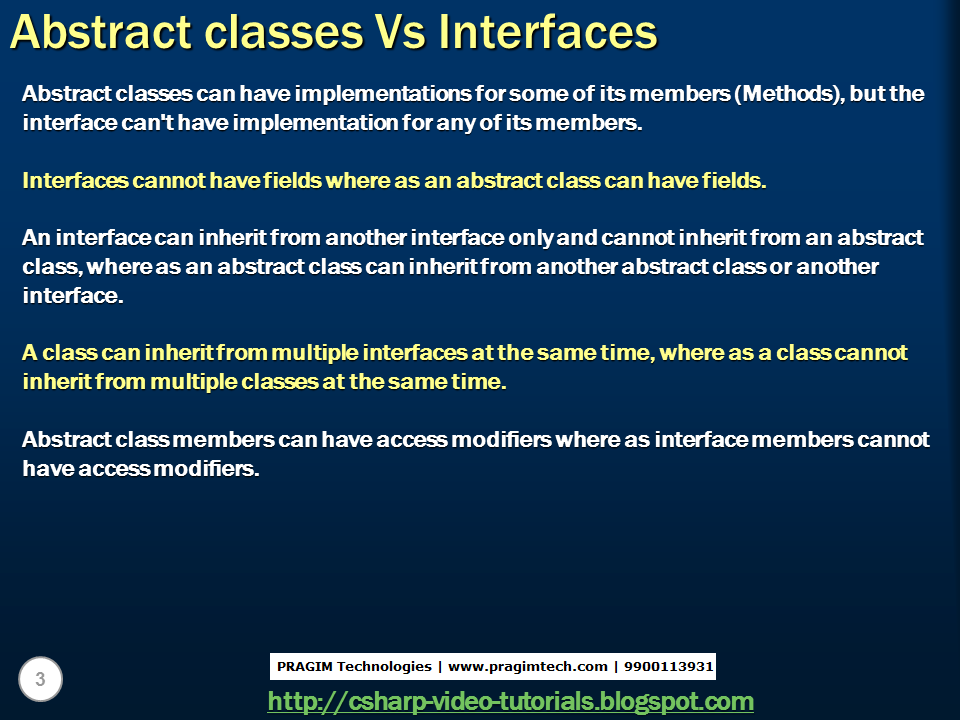 Abstract classes Vs Interfaces
Abstract classes can have implementations for some of its members (Methods), but the
interface can't have implementation for any of its members.
Interfaces cannot have fields where as an abstract class can have fields.
An interface can inherit from another interface only and cannot inherit from an abstract
class, where as an abstract class can inherit from another abstract class or another
interface.
A class can inherit from multiple interfaces at the same time, where as a class cannot
inherit from multiple classes at the same time.
Abstract class members can have access modifiers where as interface members cannot
have access modifiers.
3
PRAGIM Technologies | www.pragimtech.com | 9900113931
http://csharp-video-tutorials.blogspot.com